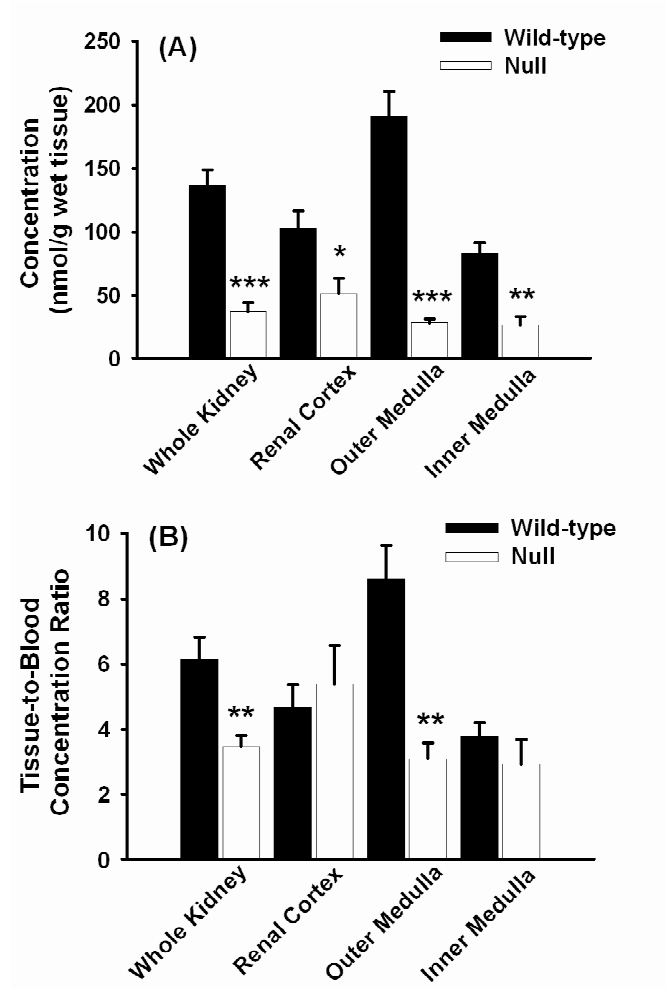 (A)
Wild-type
Null
Concentration
(nmol/g wet tissue)
250
200
150
100
50
0
***
*
***
**
Whole Kidney
Renal Cortex
Outer Medulla
Inner Medulla
(B)
Wild-type
Null
Tissue-to-Blood
Concentration Ratio
10
8
6
4
2
0
**
**
Whole Kidney
Renal Cortex
Outer Medulla
Inner Medulla